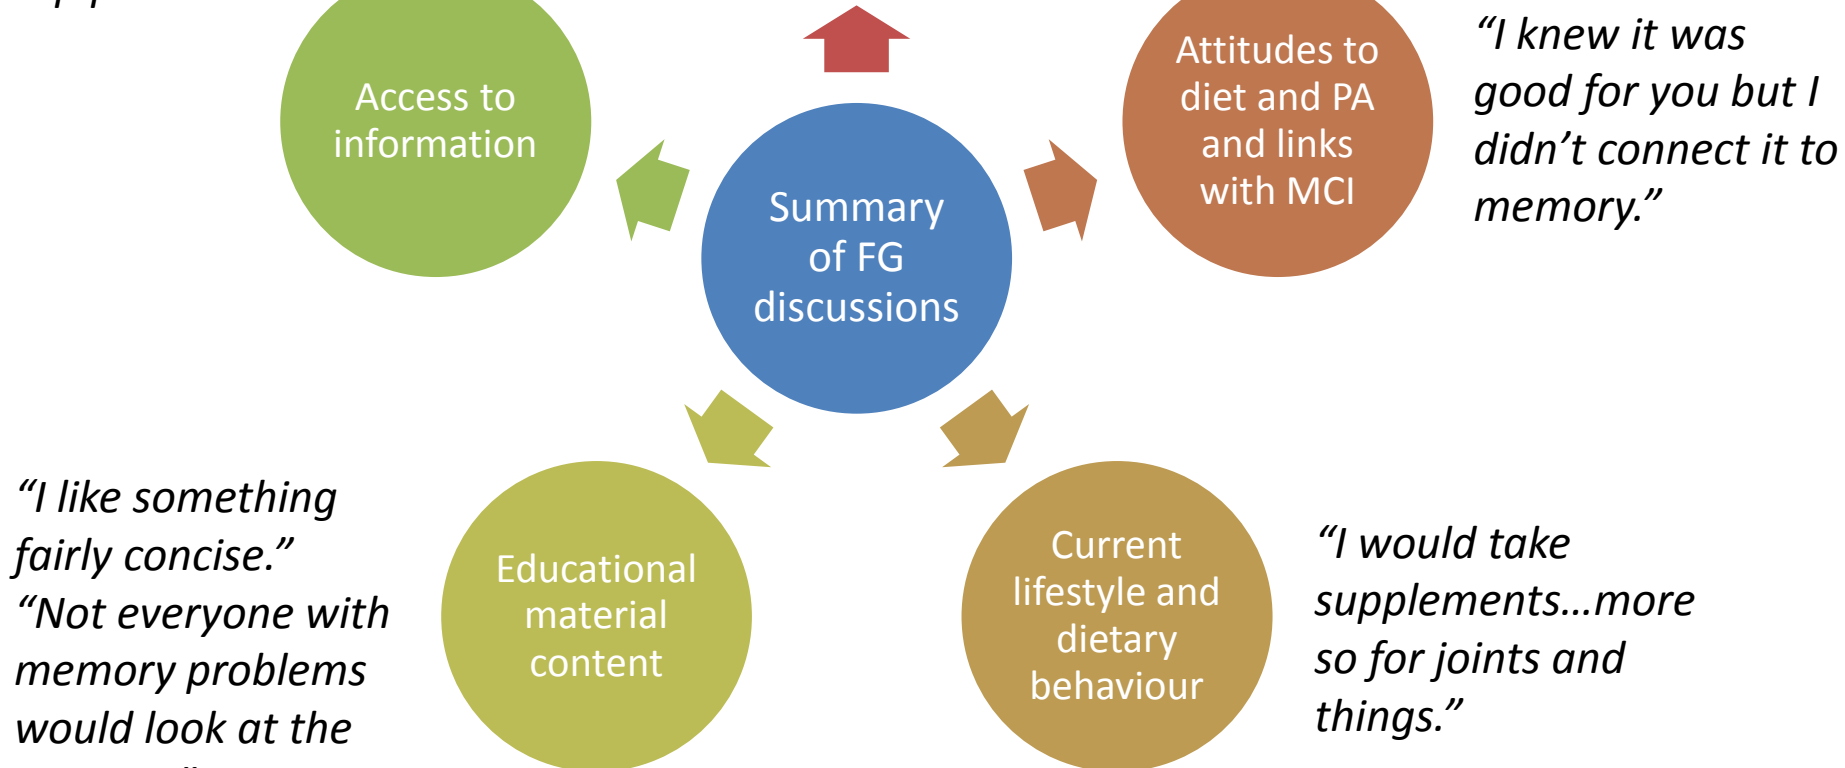 Access to
information
Attitudes to
diet and PA
and links
with MCI
“I knew it was
good for you but I
didn’t connect it to
memory.”
Summary
of FG
discussions
“I like something
fairly concise.”
“Not everyone with
memory problems
would look at the
Educational
material
content
Current
lifestyle and
dietary
behaviour
“I would take
supplements…more
so for joints and
things.”